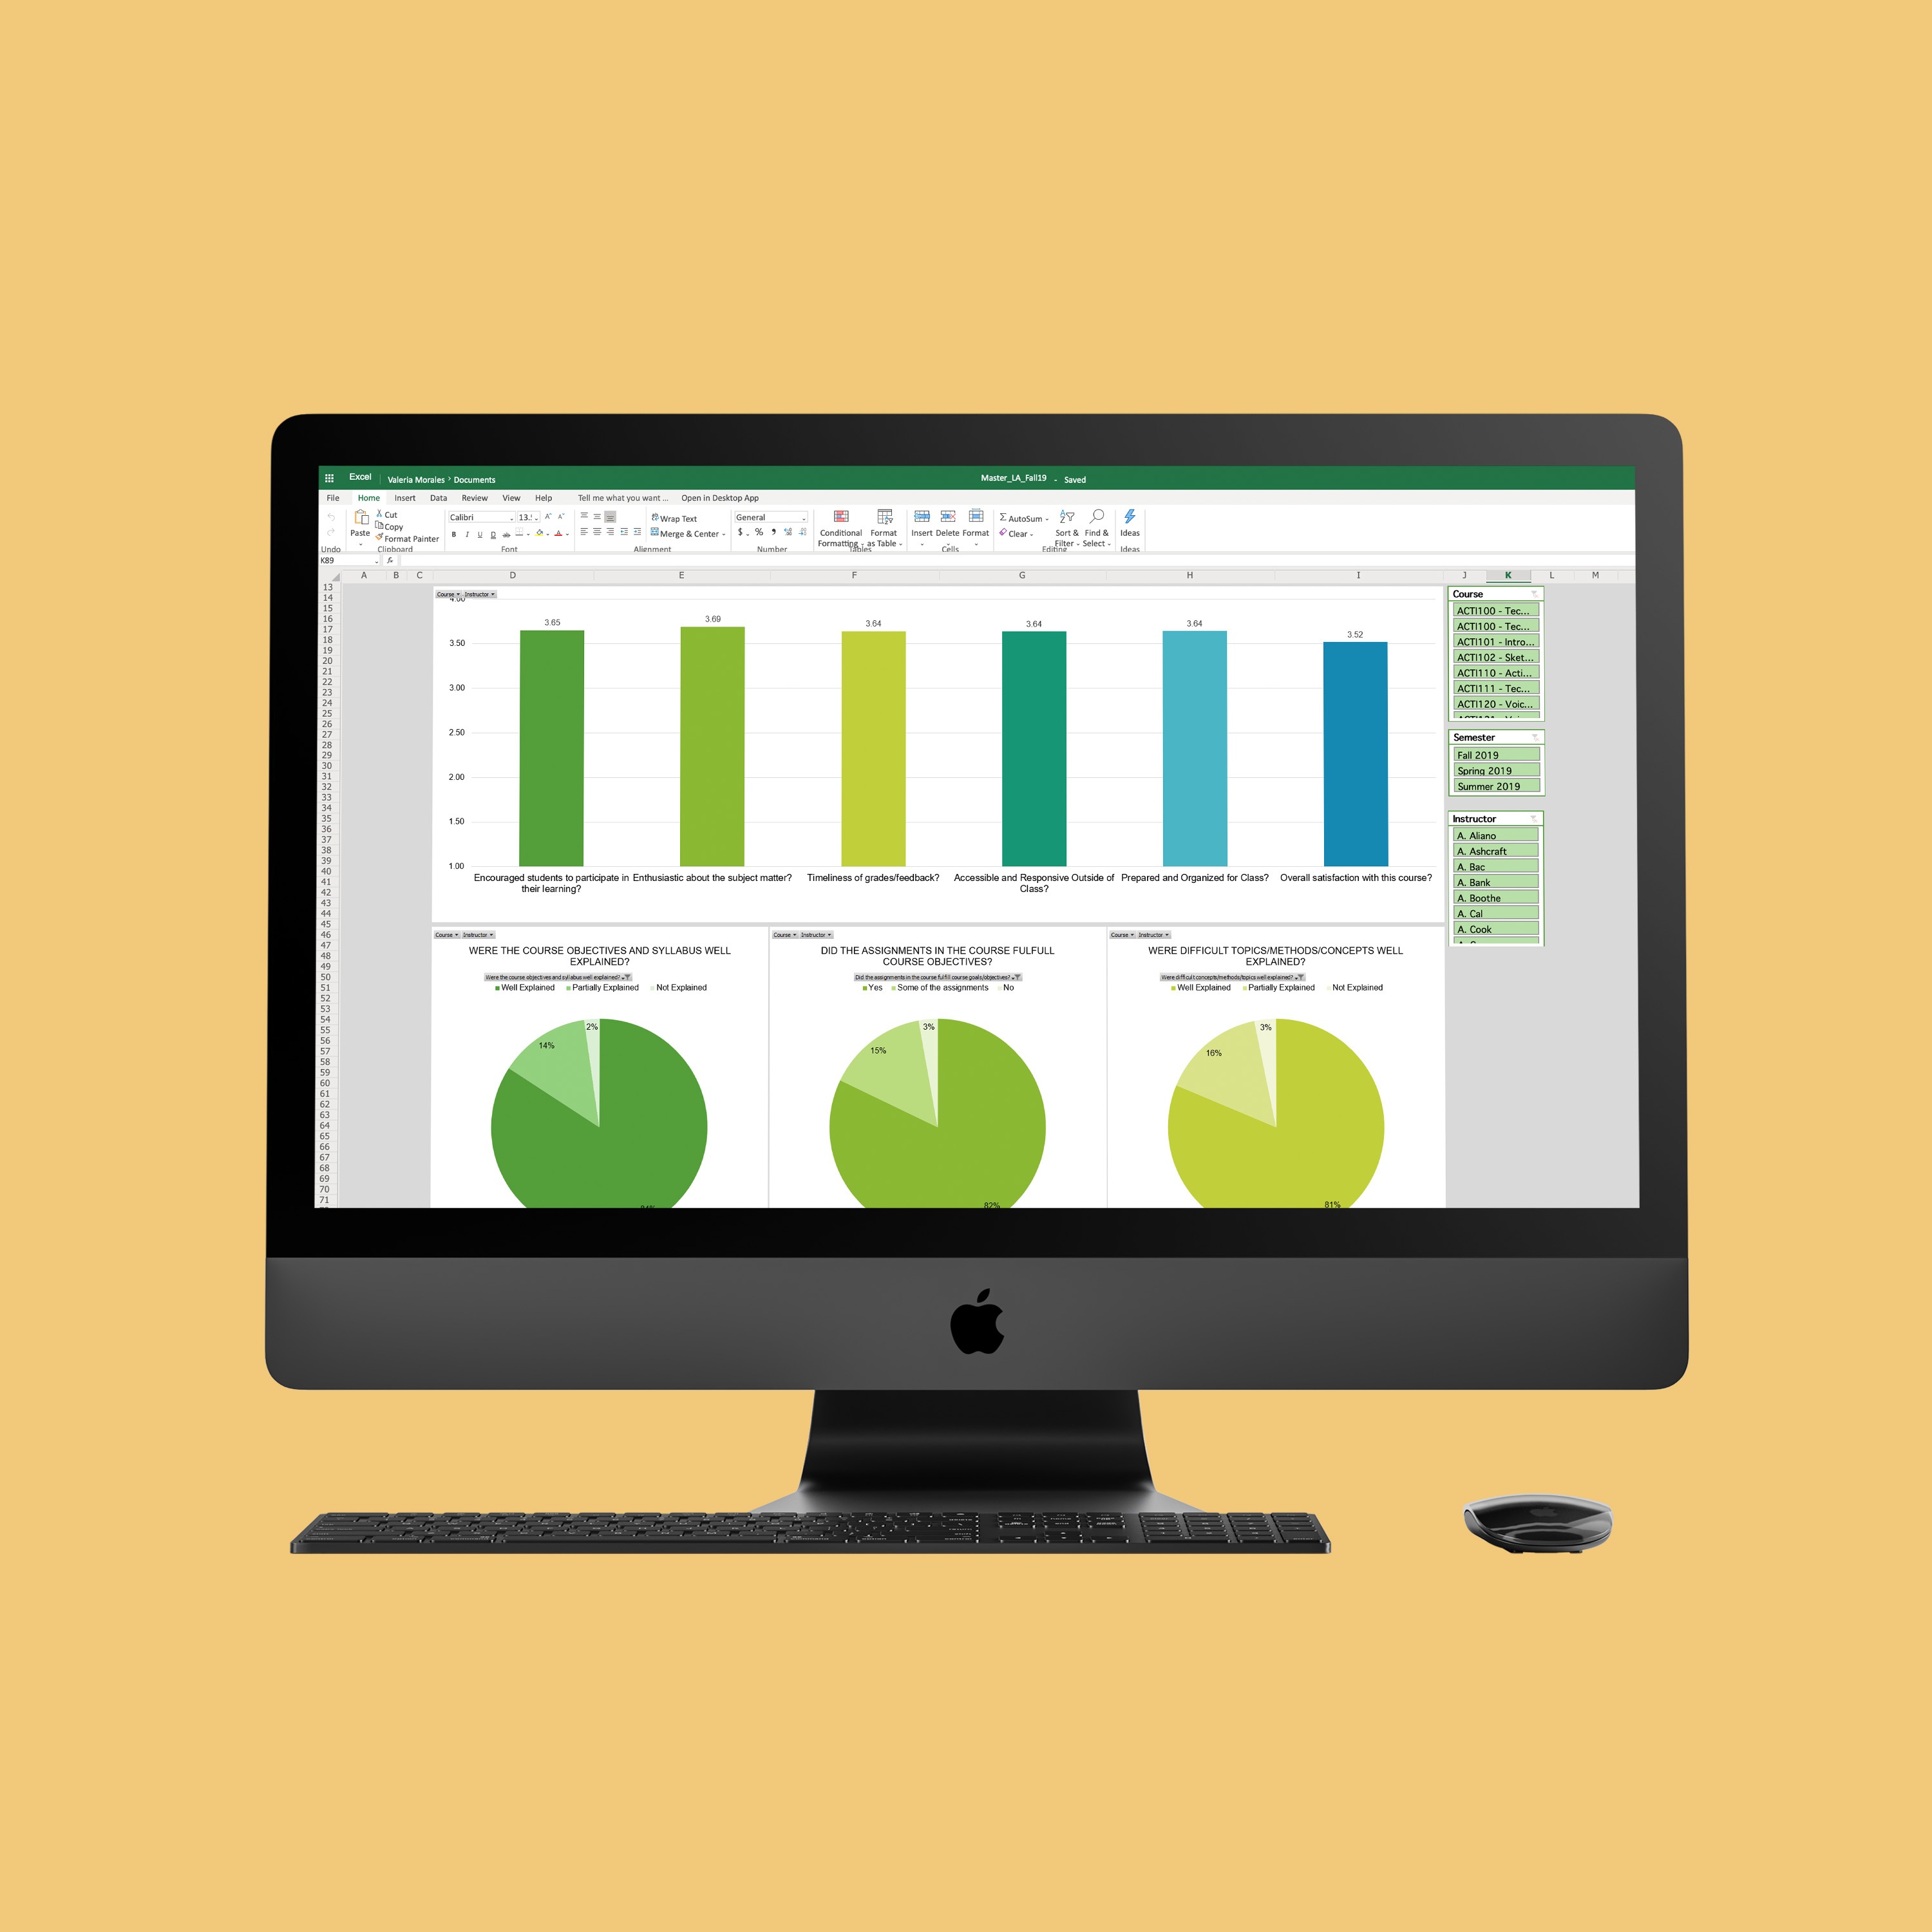 Excel
Valeria Morales › Documents
Master_LA_Fall19 - Saved
File Home Insert Data Review View Help Tell me what you want ... Open in Desktop App
Paste
Cut
Copy
Format Painter
Calibri 13.!
B I U D ab
Wrap Text
Merge & Center
General
$ % ,
Conditional
Formatting
Format
as Table
Insert Delete Format
AutoSum
Clear
Sort &
Filter
Find &
Select
Ideas
Undo Clipboard Font Alignment Number Tables Cells Editing Ideas
K89 fx
A B C D E F G H I J K L M
13
14
15
16
17
18
19
20
21
22
23
24
25
26
27
28
29
30
31
32
33
34
35
36
37
38
39
40
41
42
43
44
45
46
47
48
49
50
51
52
53
54
55
56
57
58
59
60
61
62
63
64
65
66
67
68
69
70
71
Course Instructor
4.00
3.50
3.00
2.50
2.00
1.50
1.00
3.65 3.69 3.64 3.64 3.64 3.52
Encouraged students to participate in
their learning?
Enthusiastic about the subject matter?
Timeliness of grades/feedback?
Accessible and Responsive Outside of
Class?
Prepared and Organized for Class?
Overall satisfaction with this course?
Course
ACTI100 - Tec...
ACTI100 - Tec...
ACTI101 - Intro...
ACTI102 - Sket...
ACTI110 - Acti...
ACTI111 - Tec...
ACTI120 - Voic...
Semester
Fall 2019
Spring 2019
Summer 2019
Instructor
A. Aliano
A. Ashcraft
A. Bac
A. Bank
A. Boothe
A. Cal
A. Cook
Course Instructor
WERE THE COURSE OBJECTIVES AND SYLLABUS WELL
EXPLAINED?
Were the course objectives and syllabus well explained?
Well Explained Partially Explained Not Explained
2%
14%
Course Instructor
DID THE ASSIGNMENTS IN THE COURSE FULFULL
COURSE OBJECTIVES?
Did the assignments in the course fulfill course goals/objectives?
Yes Some of the assignments No
3%
15%
82%
Course Instructor
WERE DIFFICULT TOPICS/METHODS/CONCEPTS WELL
EXPLAINED?
Were difficult concepts/methods/topics well explained?
Well Explained Partially Explained Not Explained
3%
16%
81%